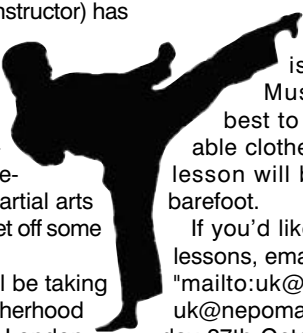 nstructor) has
artial arts
et off some
l be taking
herhood
is
Mus
best to
able clothe
lesson will b
barefoot.
If you'd like
lessons, ema
"mailto:uk@
uk@nepoma